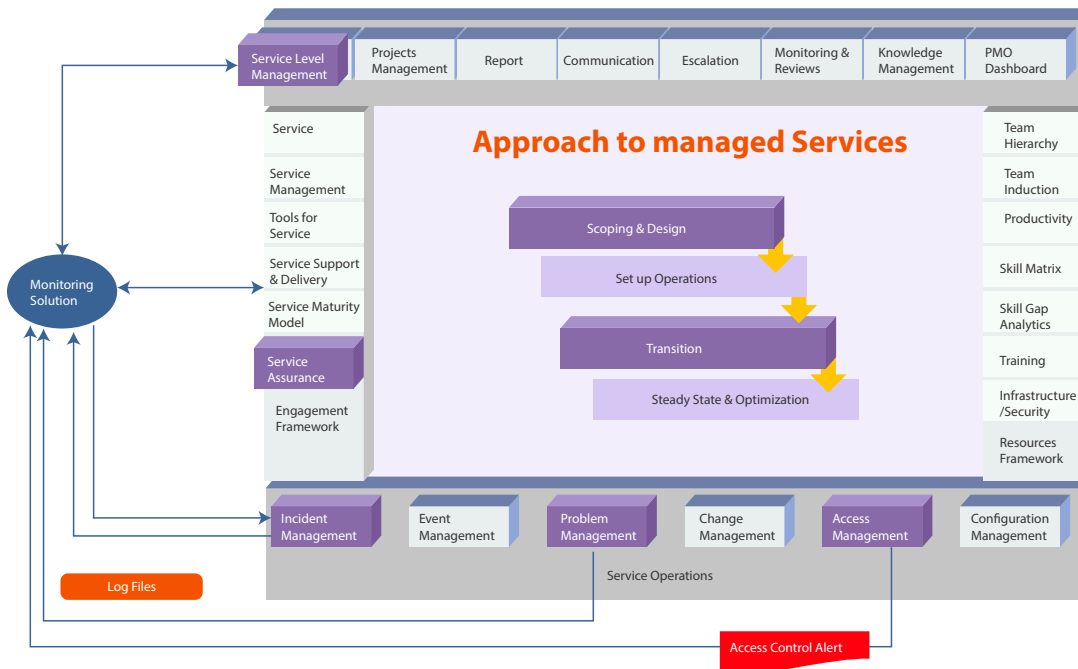 Service Level
Management
Projects
Management
Report
Communication
Escalation
Monitoring &
Reviews
Knowledge
Management
PMO
Dashboard
Service
Service
Management
Tools for
Service
Service Support
& Delivery
Service Maturity
Model
Service
Assurance
Engagement
Framework
Approach to managed Services
Scoping & Design
Set up Operations
Transition
Steady State & Optimization
Team
Hierarchy
Team
Induction
Productivity
Skill Matrix
Skill Gap
Analytics
Training
Infrastructure
/Security
Resources
Framework
Monitoring
Solution
Incident
Management
Event
Management
Problem
Management
Change
Management
Access
Management
Configuration
Management
Service Operations
Log Files
Access Control Alert